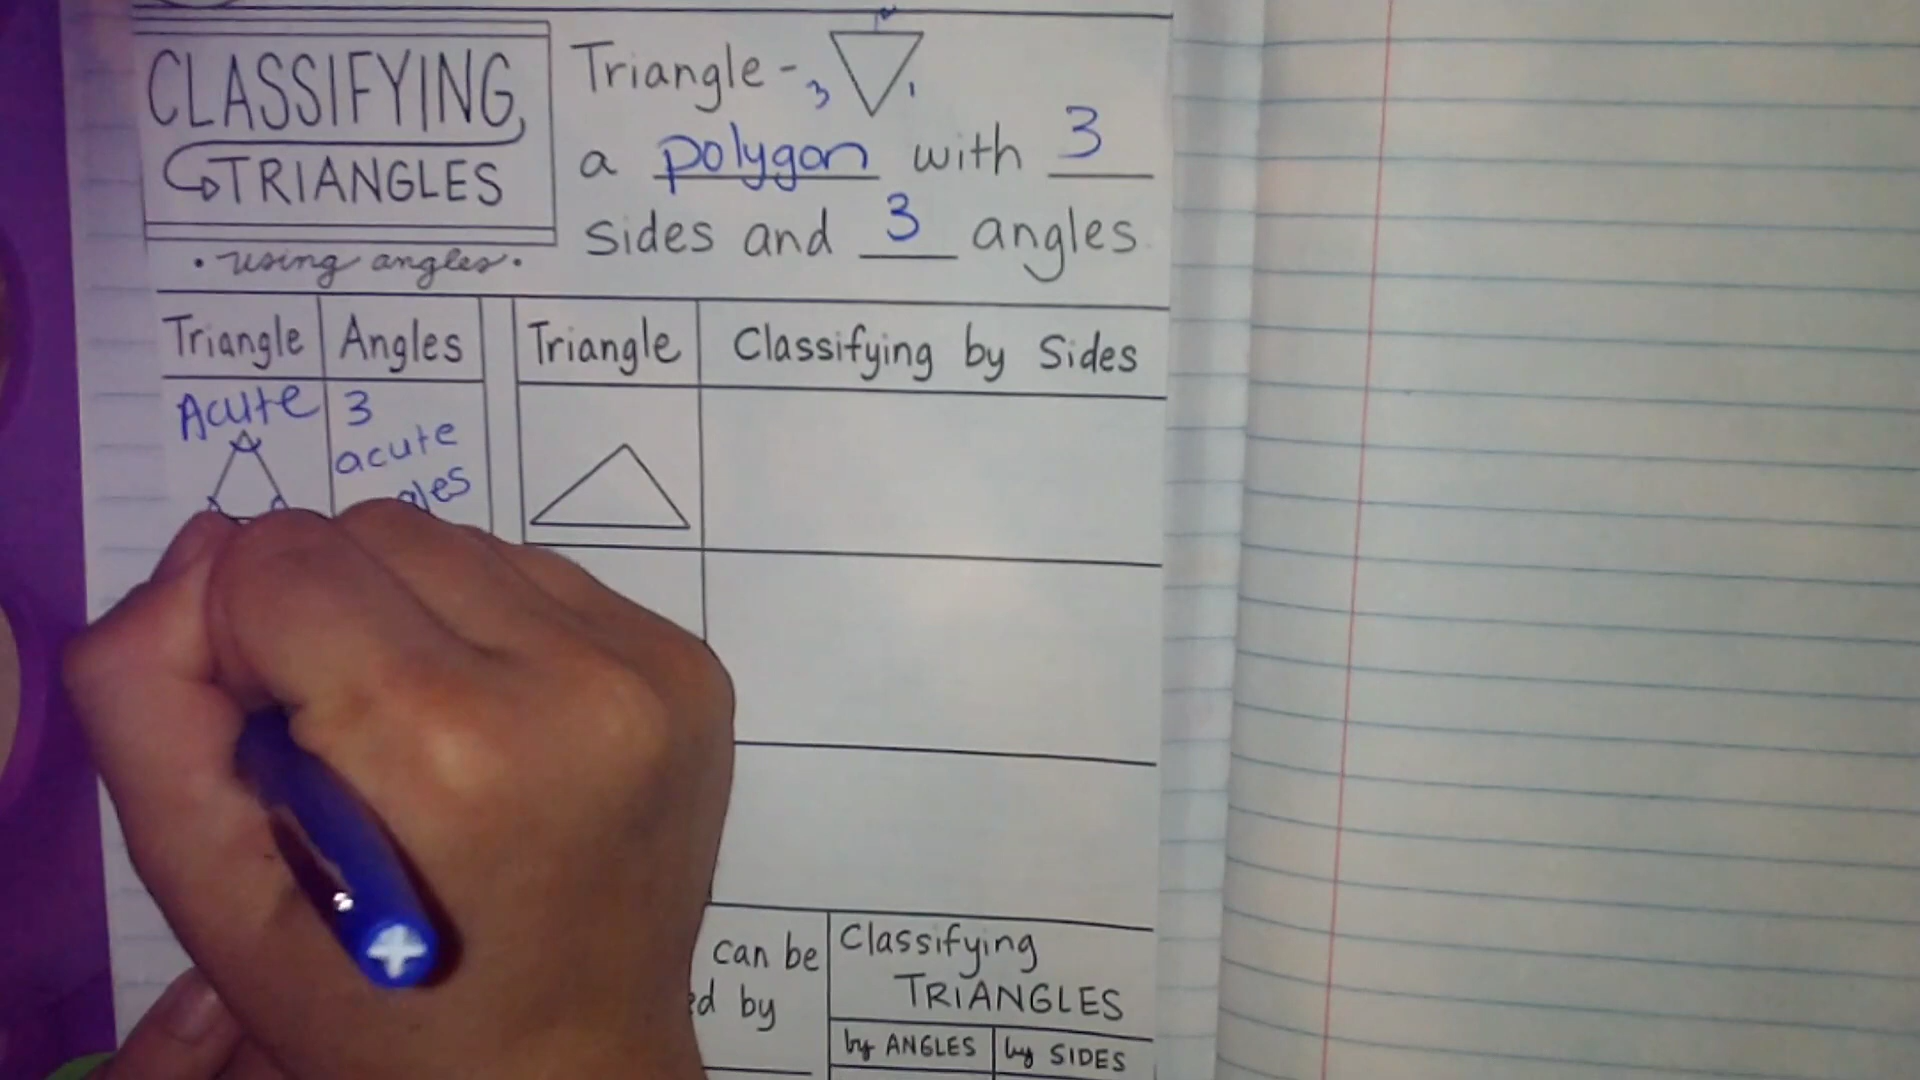 CLASSIFYING
TRIANGLES
• using angles •
Triangle -
3
1
a polygon with 3
sides and 3 angles
Triangle Angles
Acute 3
acute
Triangle Classifying by Sides
can be
by
Classifying
TRIANGLES
by ANGLES by SIDES